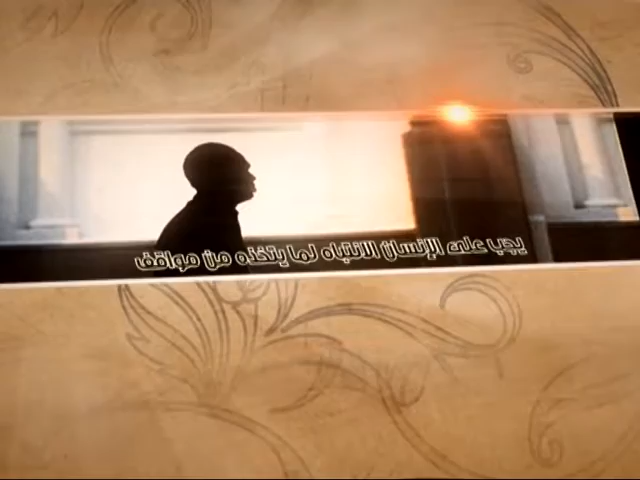 يجب على الإنسان الانتباه لما يتخذه من مواقف